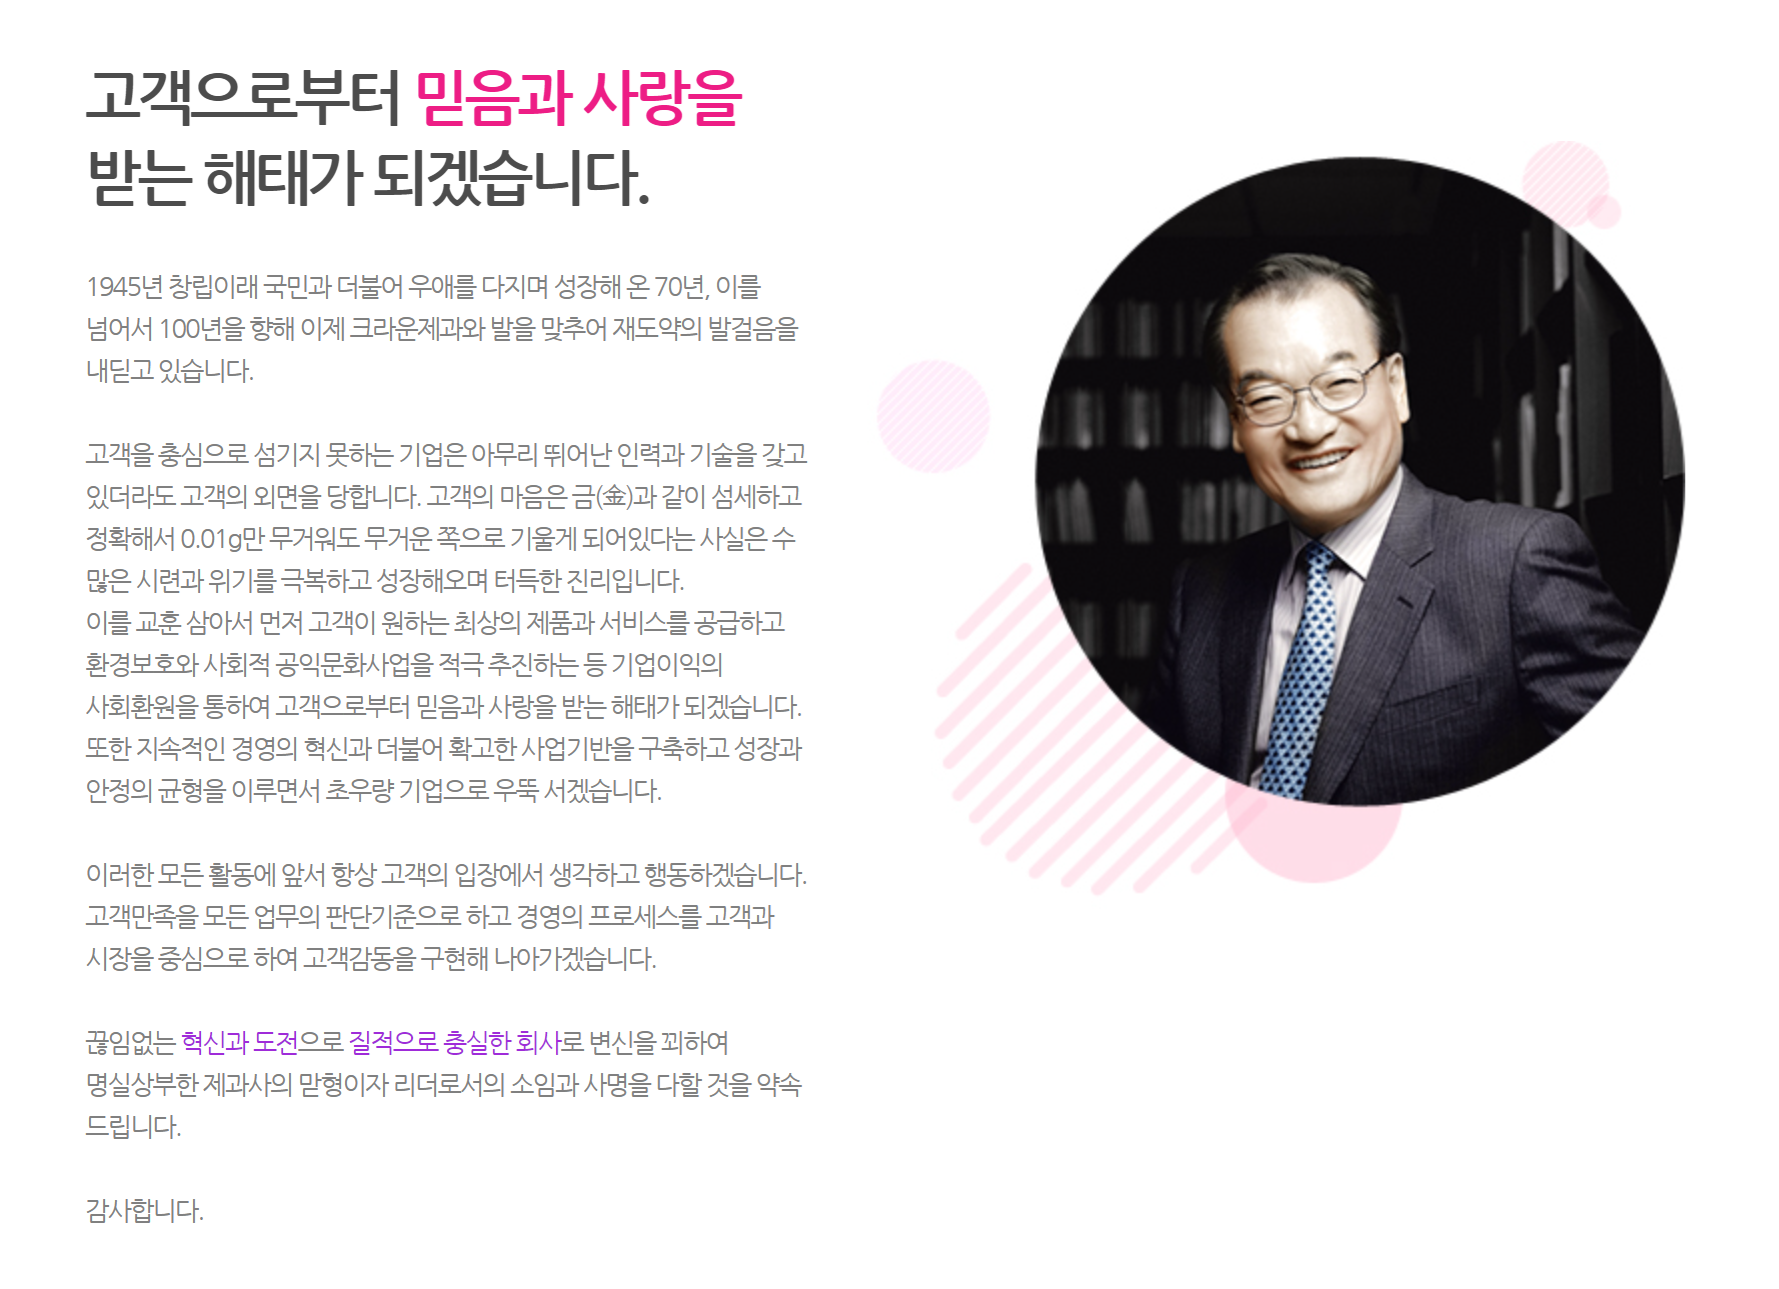 고객으로부터 믿음과 사랑을
받는 해태가 되겠습니다.
1945년 창립이래 국민과 더불어 우애를 다지며 성장해 온 70년, 이를
넘어서 100년을 향해 이제 크라운제과와 발을 맞추어 재도약의 발걸음을
내딛고 있습니다.
고객을 충심으로 섬기지 못하는 기업은 아무리 뛰어난 인력과 기술을 갖고
있더라도 고객의 외면을 당합니다. 고객의 마음은 금(金)과 같이 섬세하고
정확해서 0.01g만 무거워도 무거운 쪽으로 기울게 되어있다는 사실은 수
많은 시련과 위기를 극복하고 성장해오며 터득한 진리입니다.
이를 교훈 삼아서 먼저 고객이 원하는 최상의 제품과 서비스를 공급하고
환경보호와 사회적 공익문화사업을 적극 추진하는 등 기업이익의
사회환원을 통하여 고객으로부터 믿음과 사랑을 받는 해태가 되겠습니다.
또한 지속적인 경영의 혁신과 더불어 확고한 사업기반을 구축하고 성장과
안정의 균형을 이루면서 초우량 기업으로 우뚝 서겠습니다.
이러한 모든 활동에 앞서 항상 고객의 입장에서 생각하고 행동하겠습니다.
고객만족을 모든 업무의 판단기준으로 하고 경영의 프로세스를 고객과
시장을 중심으로 하여 고객감동을 구현해 나아가겠습니다.
끊임없는 혁신과 도전으로 질적으로 충실한 회사로 변신을 꾀하여
명실상부한 제과사의 맏형이자 리더로서의 소임과 사명을 다할 것을 약속
드립니다.
감사합니다.